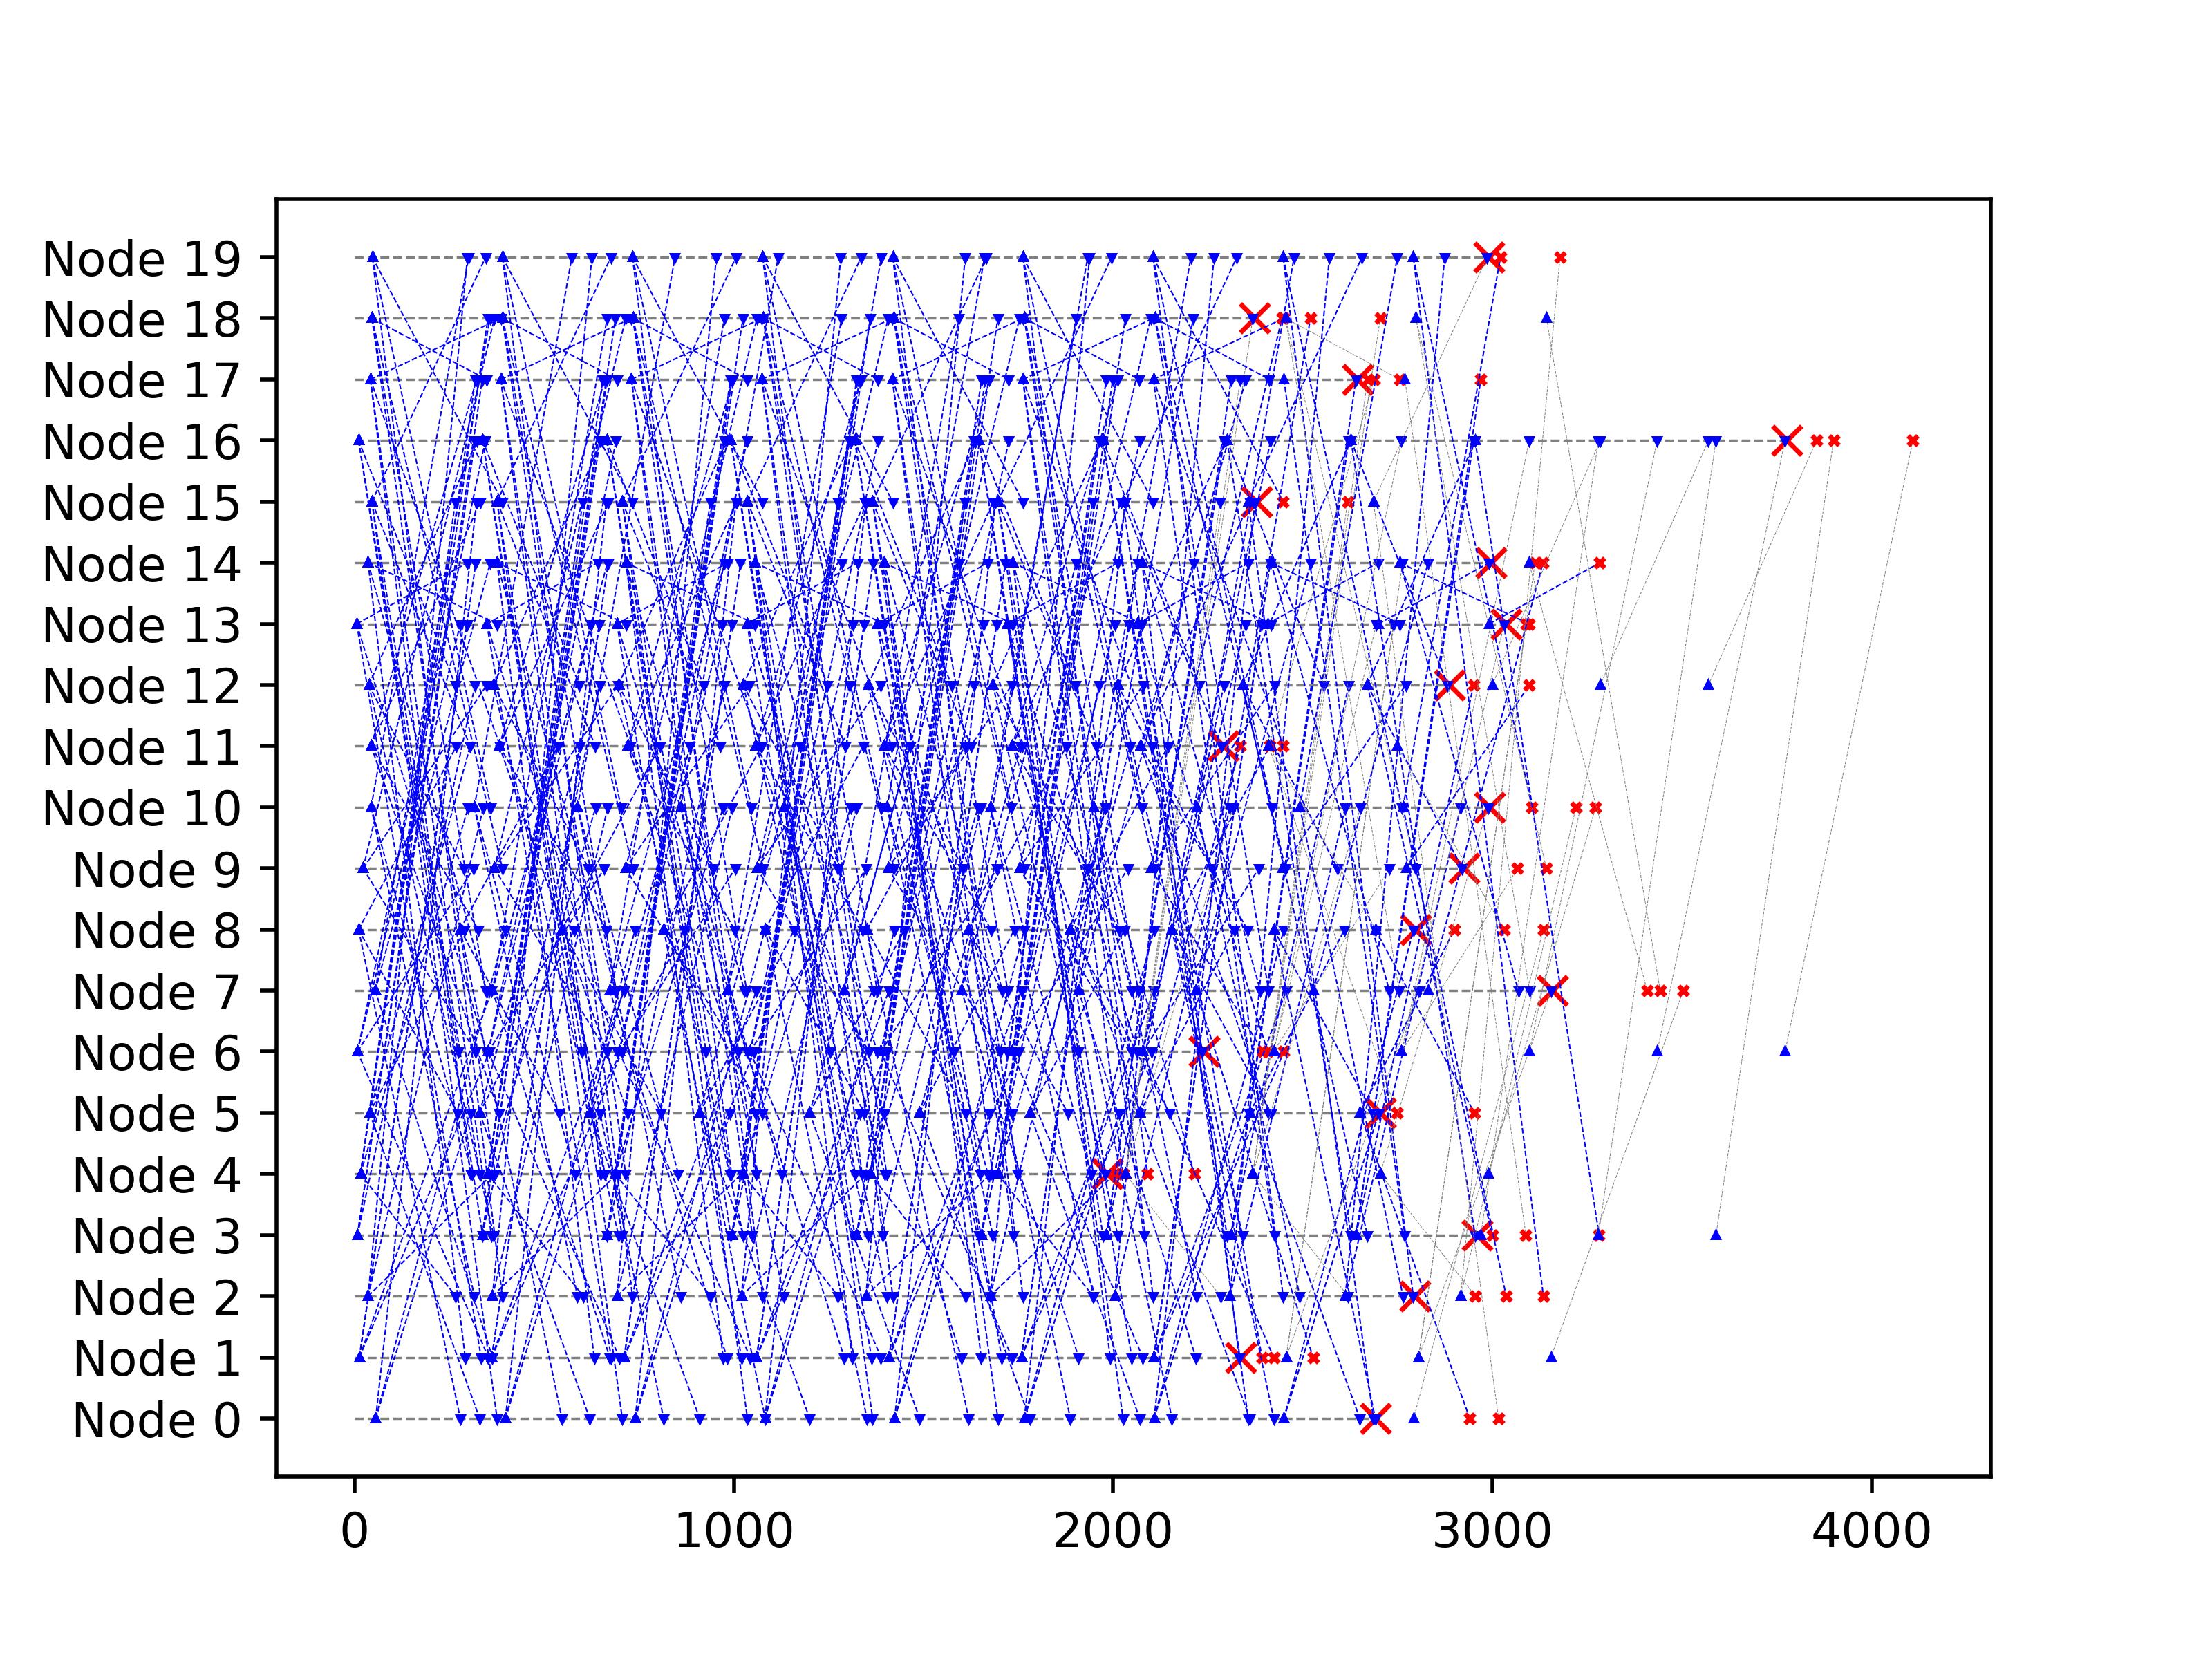 Node 19
Node 18
Node 17
Node 16
Node 15
Node 14
Node 13
Node 12
Node 11
Node 10
Node 9
Node 8
Node 7
Node 6
Node 5
Node 4
Node 3
Node 2
Node 1
Node 0
0 1000 2000 3000 4000